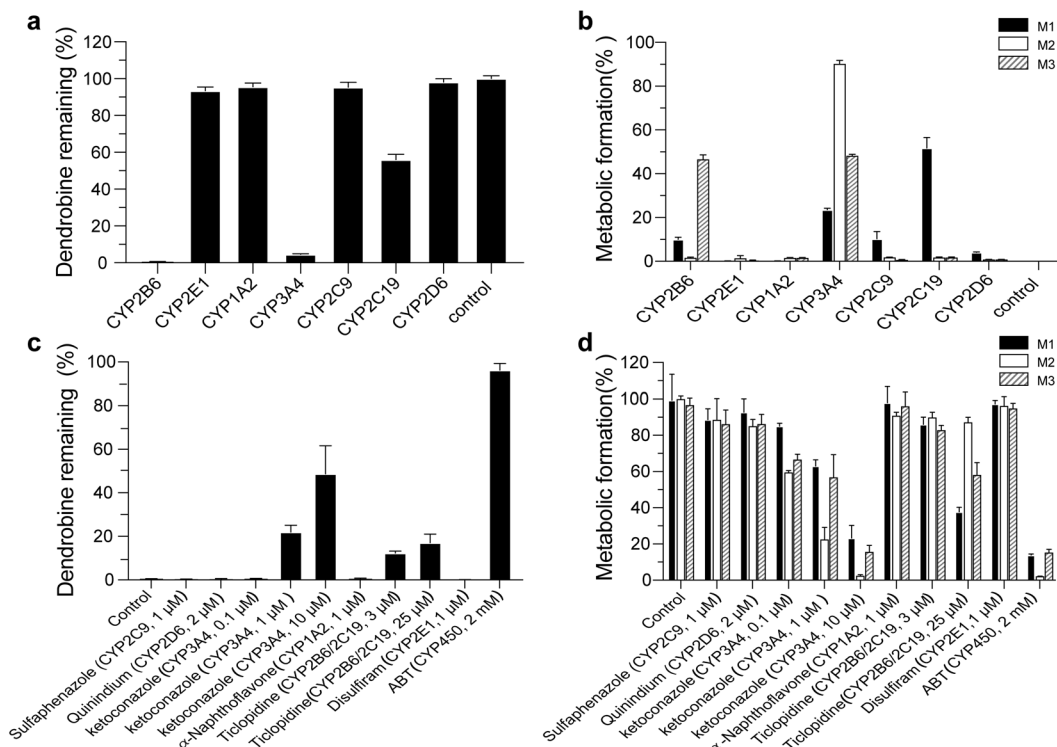 a
Dendrobine remaining (%)
120
100
80
60
40
20
0
CYP2B6
CYP2E1
CYP1A2
CYP3A4
CYP2C9
CYP2C19
CYP2D6
control
b
Metabolic formation(% )
100
80
60
40
20
0
CYP2B6
CYP2E1
CYP1A2
CYP3A4
CYP2C9
CYP2C19
CYP2D6
control
M1
M2
M3
c
Dendrobine remaining (%)
100
80
60
40
20
0
Control
Sulfaphenazole (CYP2C9, 1 μM)
Quinindium (CYP2D6, 2 μM)
ketoconazole (CYP3A4, 0.1 μM)
ketoconazole (CYP3A4, 1 μM )
ketoconazole (CYP3A4, 10 μM)
α-Naphthoflavone (CYP1A2, 1 μM)
Ticlopidine (CYP2B6/2C19, 3 μM)
Ticlopidine(CYP2B6/2C19, 25 μM)
Disulfiram(CYP2E1, 1 μM)
ABT(CYP450, 2 mM)
d
Metabolic formation(%)
120
100
80
60
40
20
0
Control
Sulfaphenazole (CYP2C9, 1 μM)
Quinindium (CYP2D6, 2 μM)
ketoconazole (CYP3A4, 0.1 μM)
ketoconazole (CYP3A4, 1 μM )
ketoconazole (CYP3A4, 10 μM)
α-Naphthoflavone (CYP1A2, 1 μM)
Ticlopidine (CYP2B6/2C19, 3 μM)
Ticlopidine(CYP2B6/2C19, 25 μM)
Disulfiram (CYP2E1, 1 μM)
ABT (CYP450, 2 mM)
M1
M2
M3